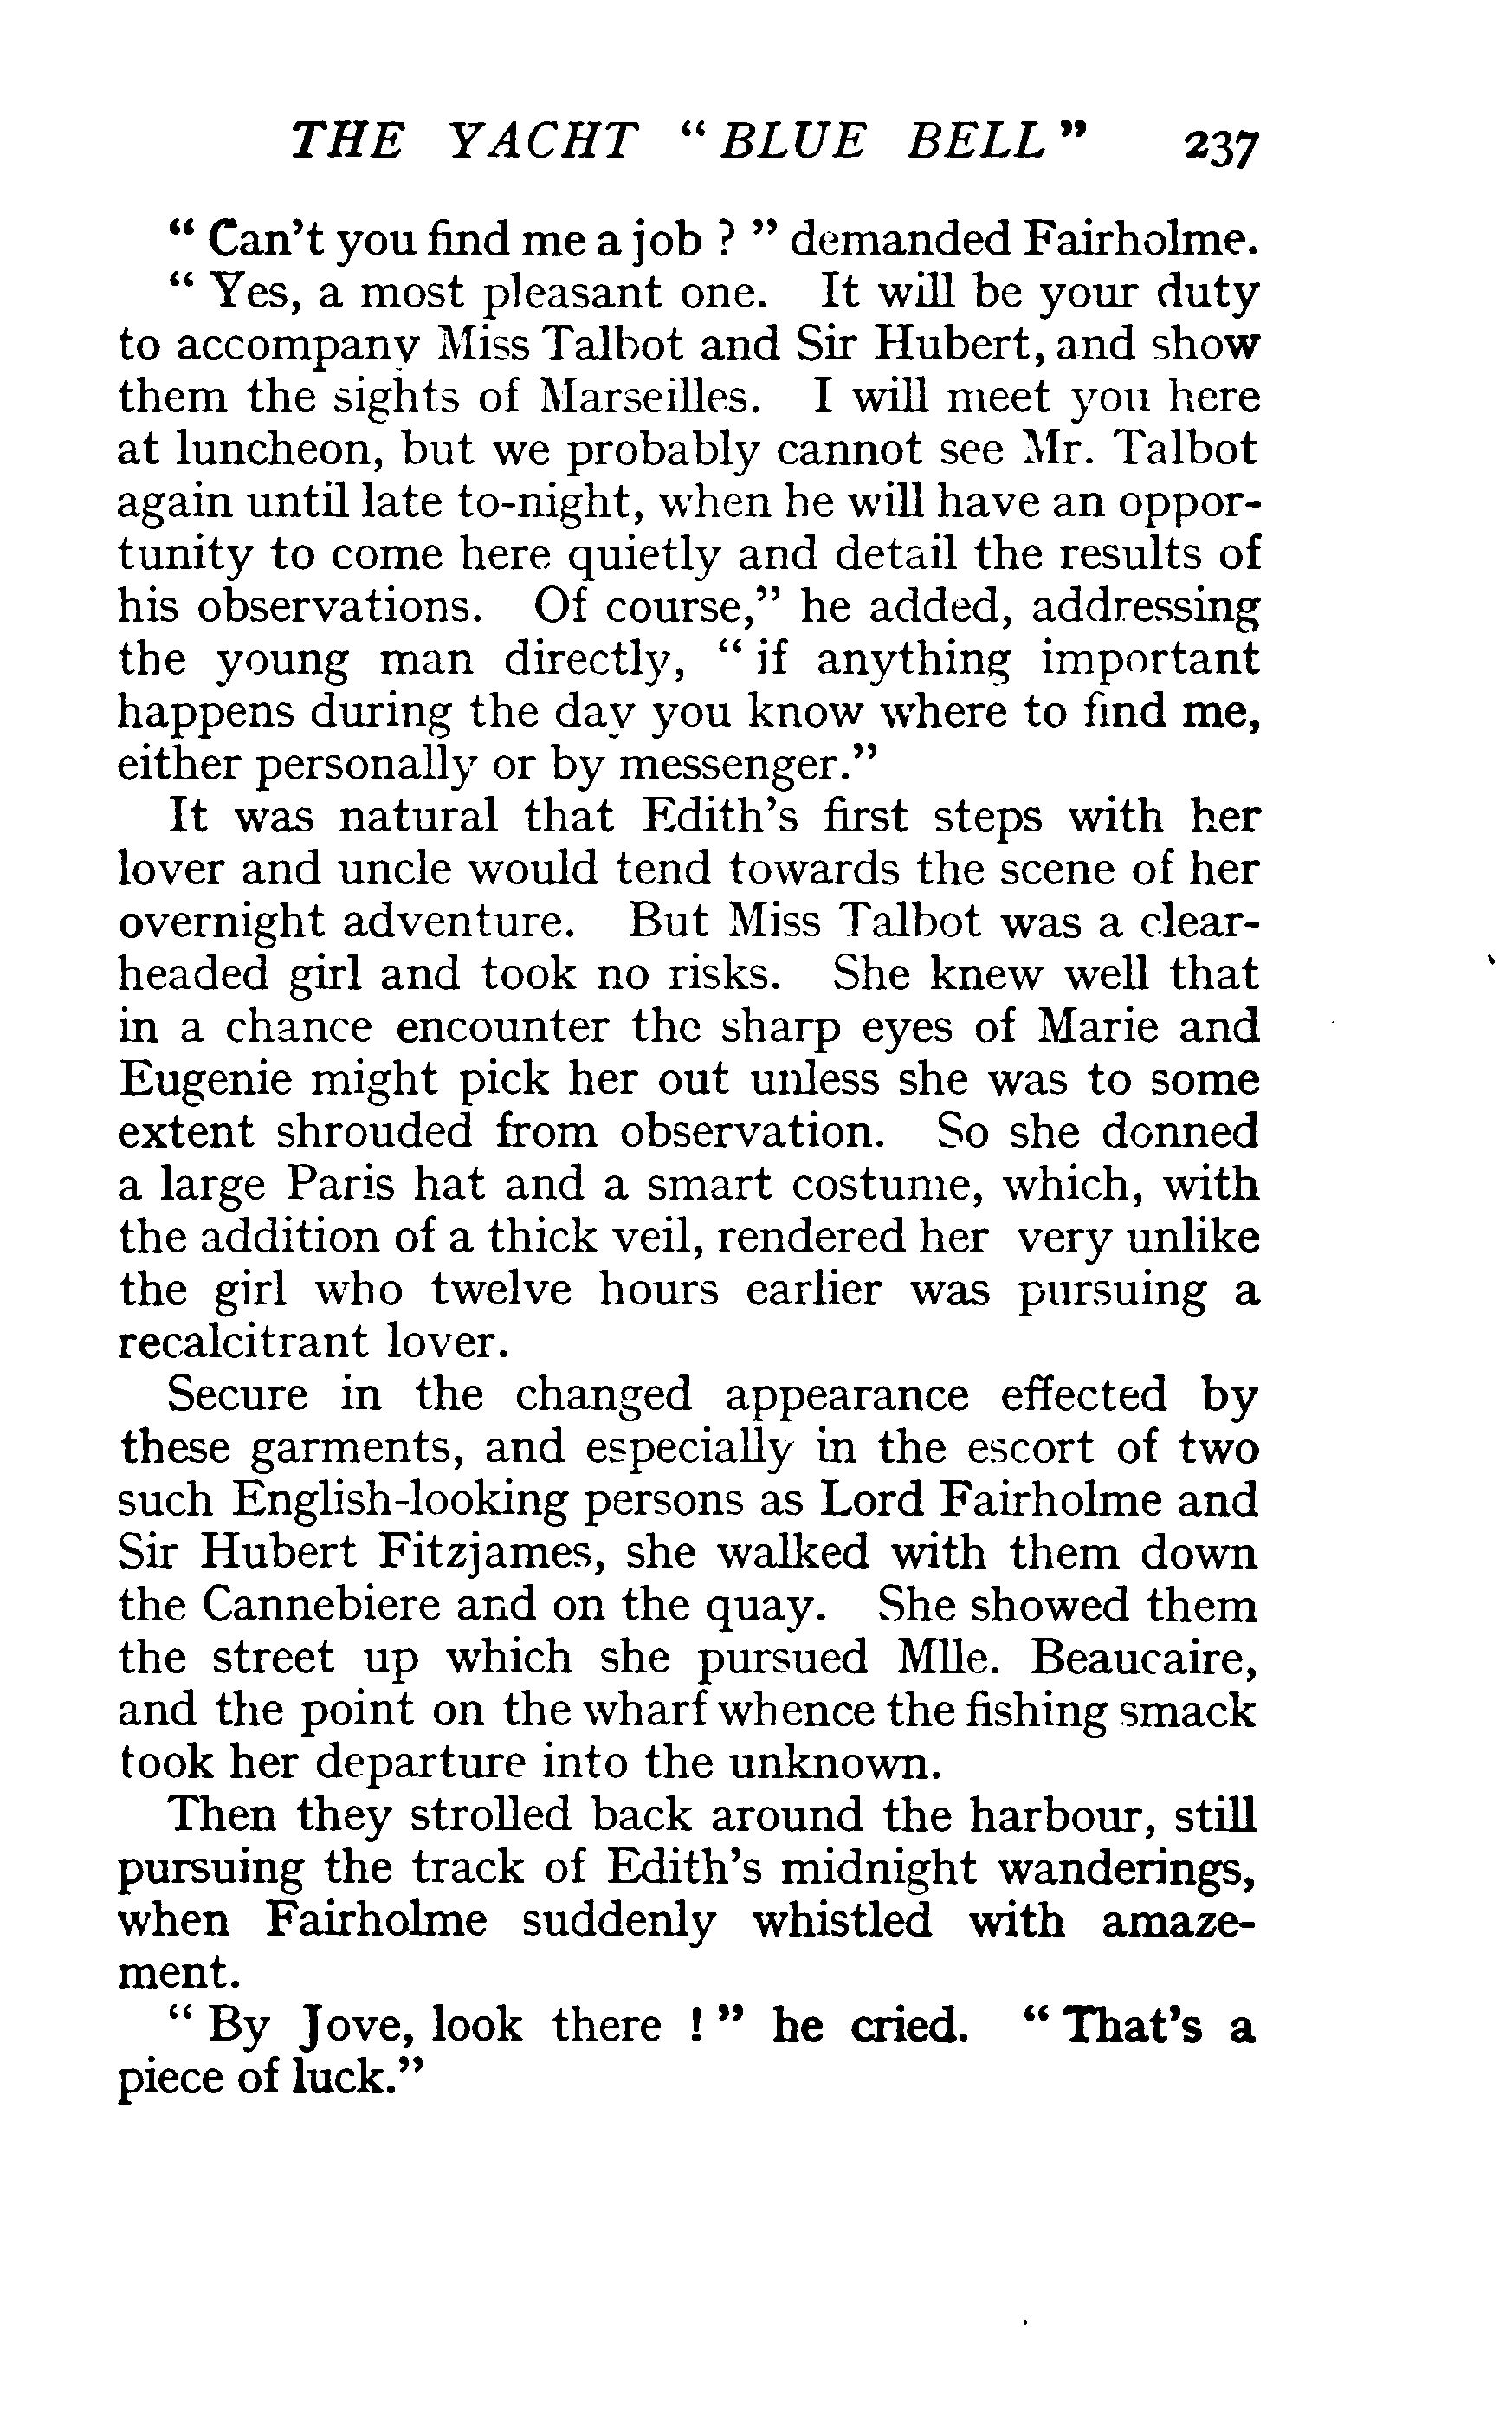 THE YACHT “ BLUE BELL ” 237
“ Can’t you find me a job ? ” demanded Fairholme.
“ Yes, a most pleasant one. It will be your duty
to accompany Miss Talbot and Sir Hubert, and show
them the sights of Marseilles. I will meet you here
at luncheon, but we probably cannot see Mr. Talbot
again until late to-night, when he will have an oppor-
tunity to come here quietly and detail the results of
his observations. Of course,” he added, addressing
the young man directly, “ if anything important
happens during the day you know where to find me,
either personally or by messenger.”
It was natural that Edith’s first steps with her
lover and uncle would tend towards the scene of her
overnight adventure. But Miss Talbot was a clear-
headed girl and took no risks. She knew well that
in a chance encounter the sharp eyes of Marie and
Eugenie might pick her out unless she was to some
extent shrouded from observation. So she donned
a large Paris hat and a smart costume, which, with
the addition of a thick veil, rendered her very unlike
the girl who twelve hours earlier was pursuing a
recalcitrant lover.
Secure in the changed appearance effected by
these garments, and especially in the escort of two
such English-looking persons as Lord Fairholme and
Sir Hubert Fitzjames, she walked with them down
the Cannebiere and on the quay. She showed them
the street up which she pursued Mlle. Beaucaire,
and the point on the wharf whence the fishing smack
took her departure into the unknown.
Then they strolled back around the harbour, still
pursuing the track of Edith’s midnight wanderings,
when Fairholme suddenly whistled with amaze-
ment.
“ By Jove, look there ! ” he cried. “ That’s a
piece of luck.”